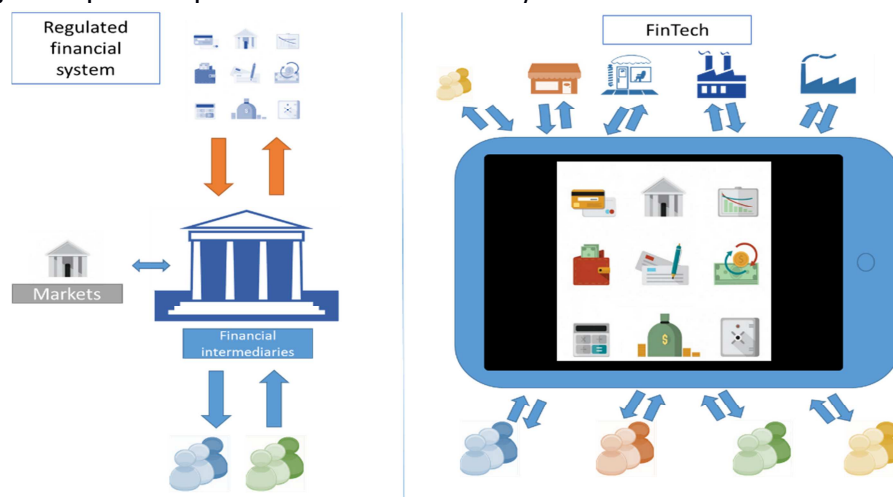 Regulated
financial
system
FinTech
Markets
Financial
intermediaries
$